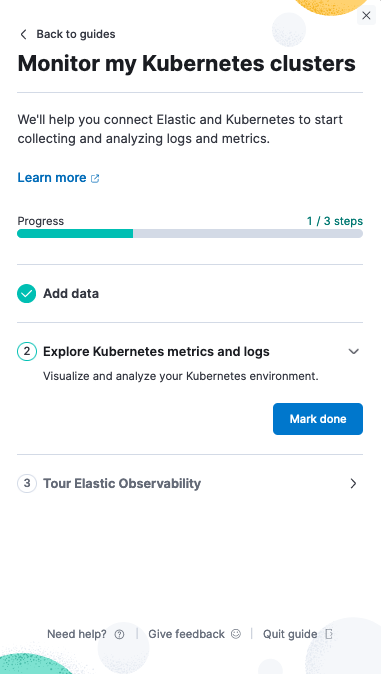 Back to guides
Monitor my Kubernetes clusters
We'll help you connect Elastic and Kubernetes to start
collecting and analyzing logs and metrics.
Learn more
Progress 1 / 3 steps
Add data
2 Explore Kubernetes metrics and logs
Visualize and analyze your Kubernetes environment.
Mark done
3 Tour Elastic Observability
Need help? Give feedback Quit guide